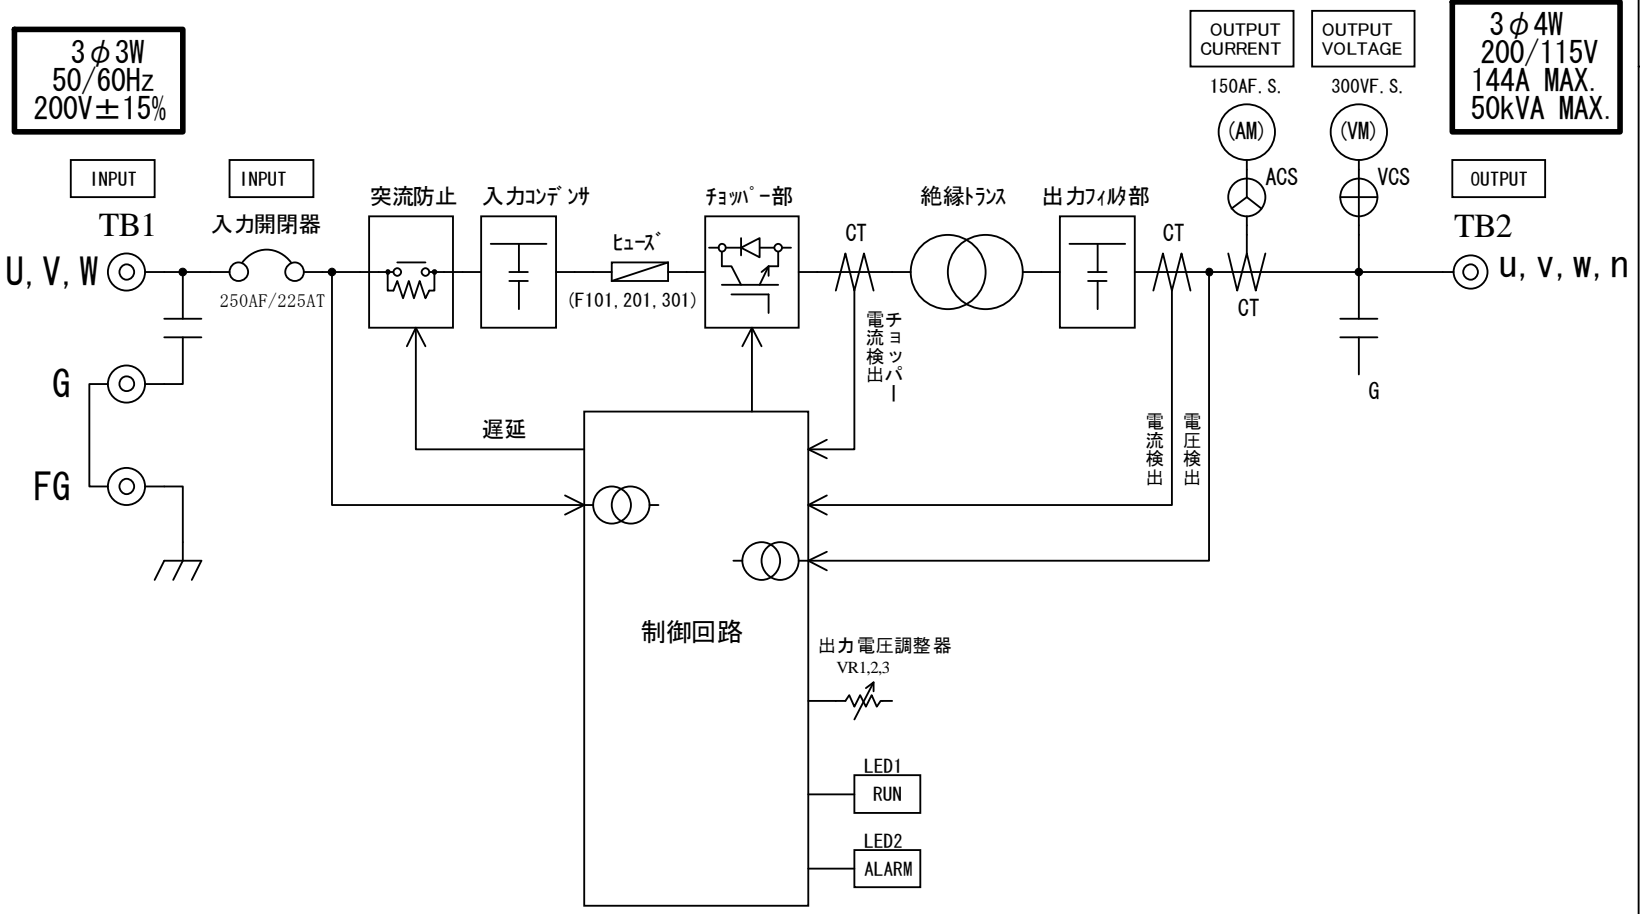 3φ3W
50/60Hz
200V±15%
INPUT
TB1
U, V, W
INPUT
入力開閉器
250AF/225AT
突流防止
入力ｺﾝﾃﾞﾝｻ
ﾋｭｰｽﾞ
(F101, 201, 301)
ﾁｮｯﾊﾟｰ部
CT
チョッパー
電流検出
絶縁ﾄﾗﾝｽ
出力ﾌｨﾙﾀ部
CT
OUTPUT
CURRENT
150AF. S.
(AM)
ACS
CT
OUTPUT
VOLTAGE
300VF. S.
(VM)
VCS
3φ4W
200/115V
144A MAX.
50kVA MAX.
OUTPUT
TB2
u, v, w, n
G
G
FG
遅延
電流検出
電圧検出
制御回路
出力電圧調整器
VR1,2,3
LED1
RUN
LED2
ALARM